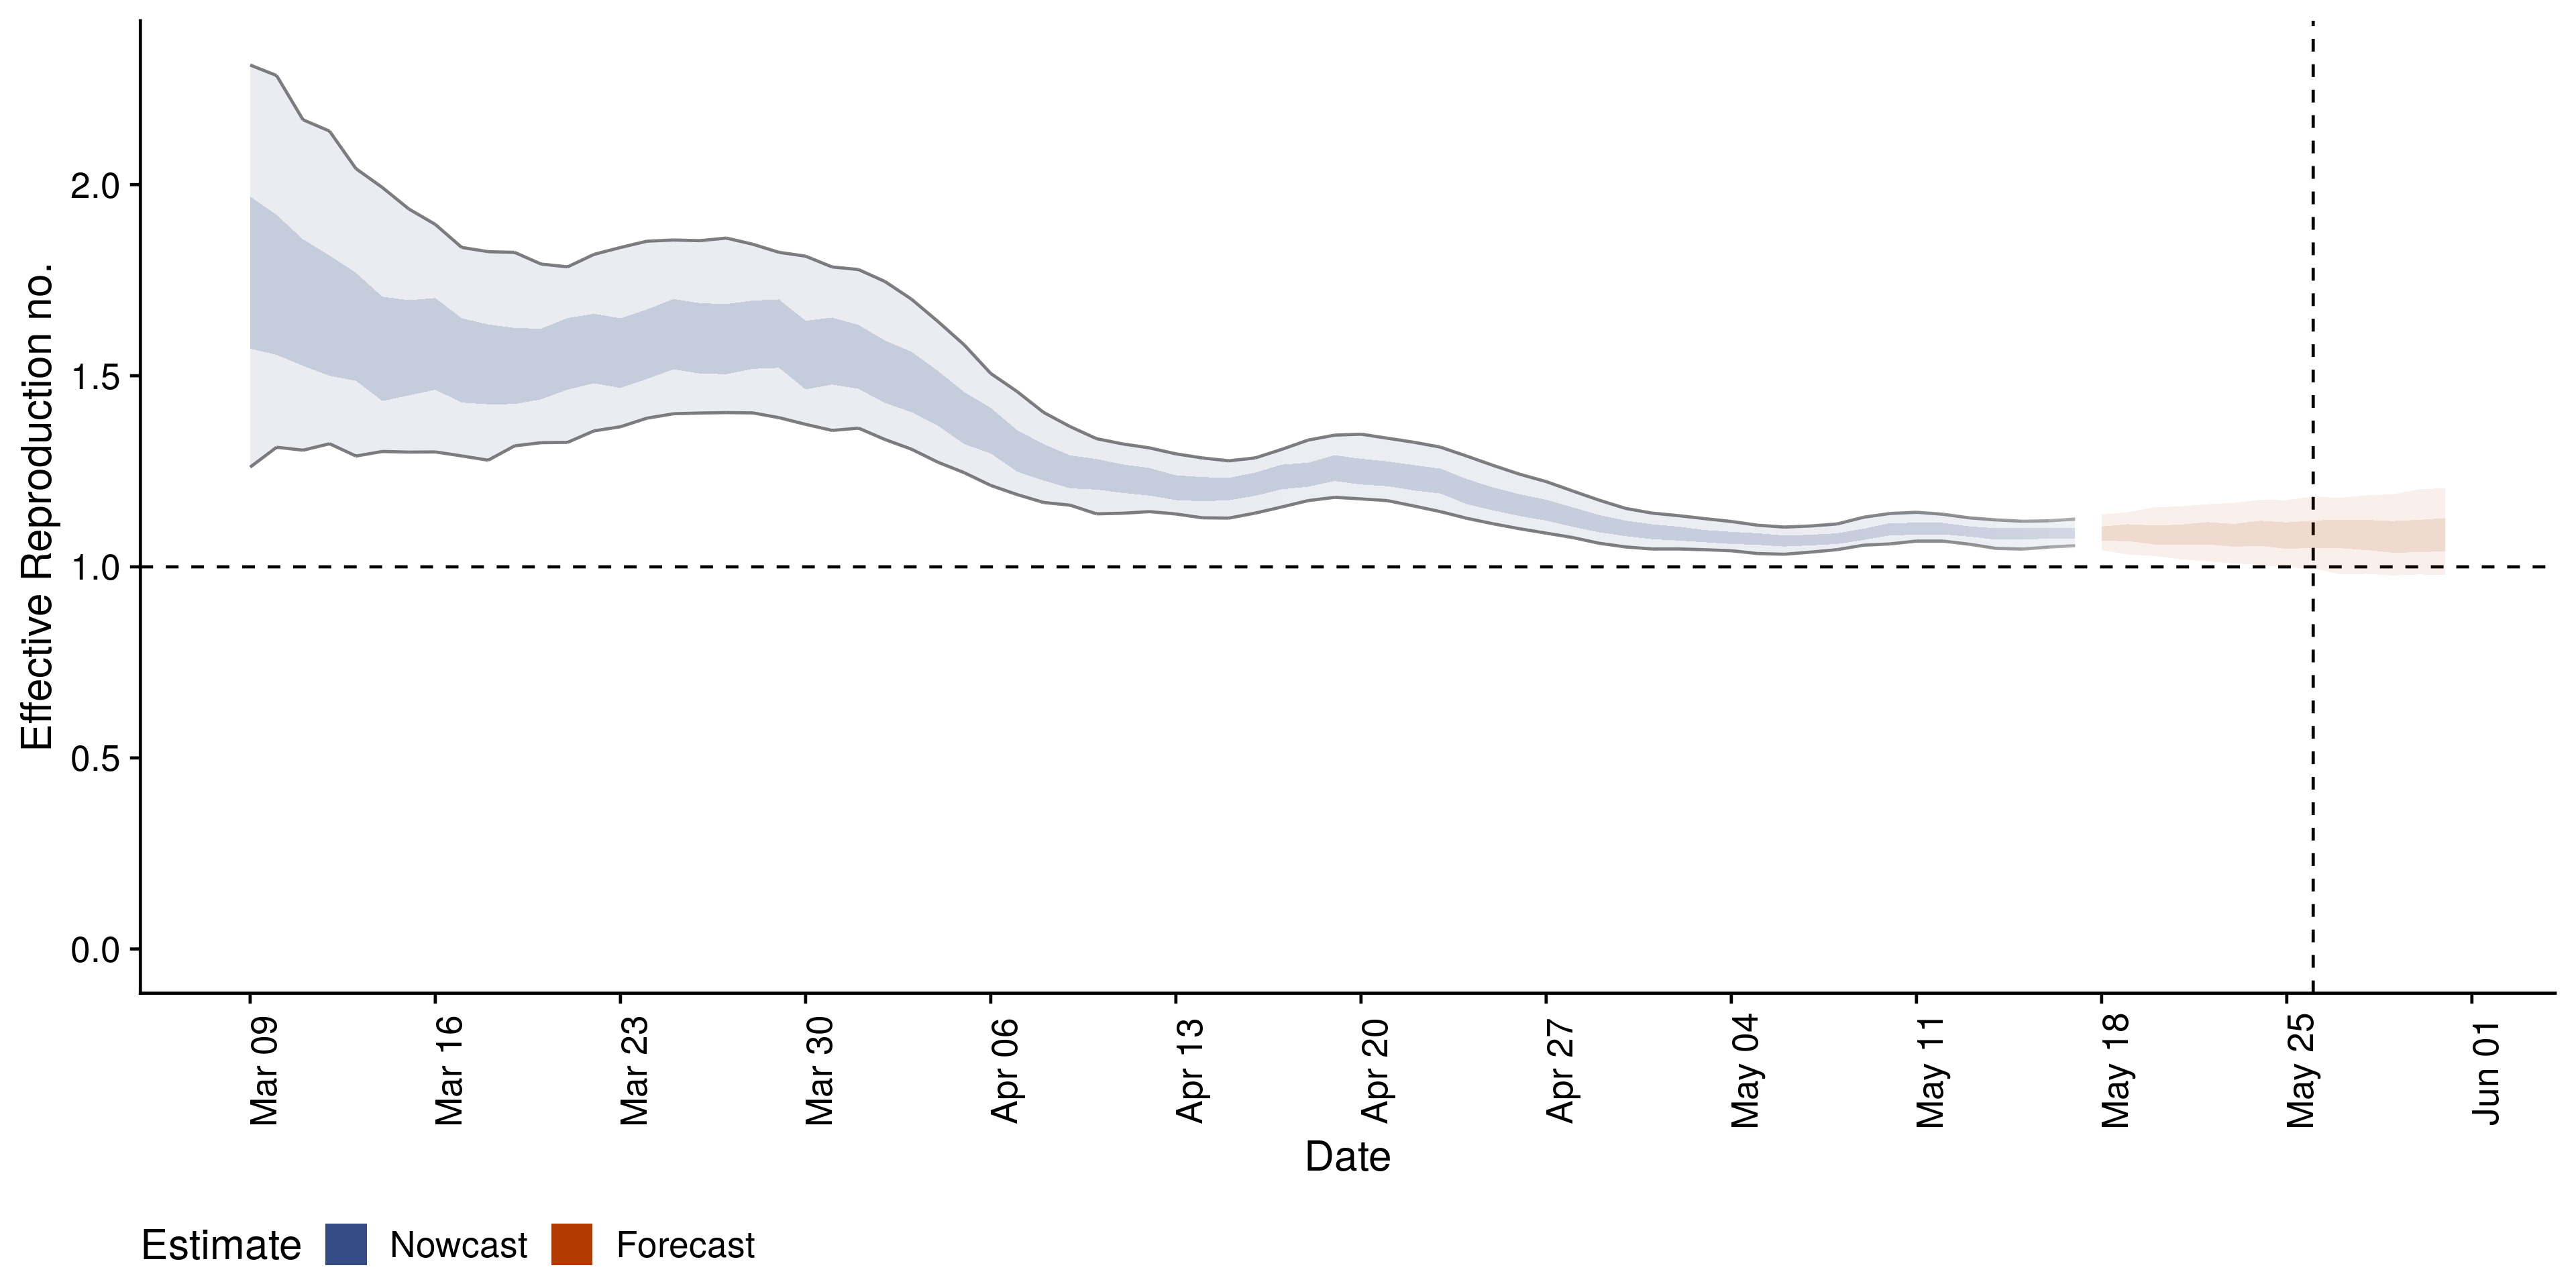 Effective Reproduction no.
2.0
1.5
1.0
0.5
0.0
Mar 09
Mar 16
Mar 23
Mar 30
Apr 06
Apr 13
Apr 20
Apr 27
May 04
May 11
May 18
May 25
Jun 01
Date
Estimate Nowcast Forecast